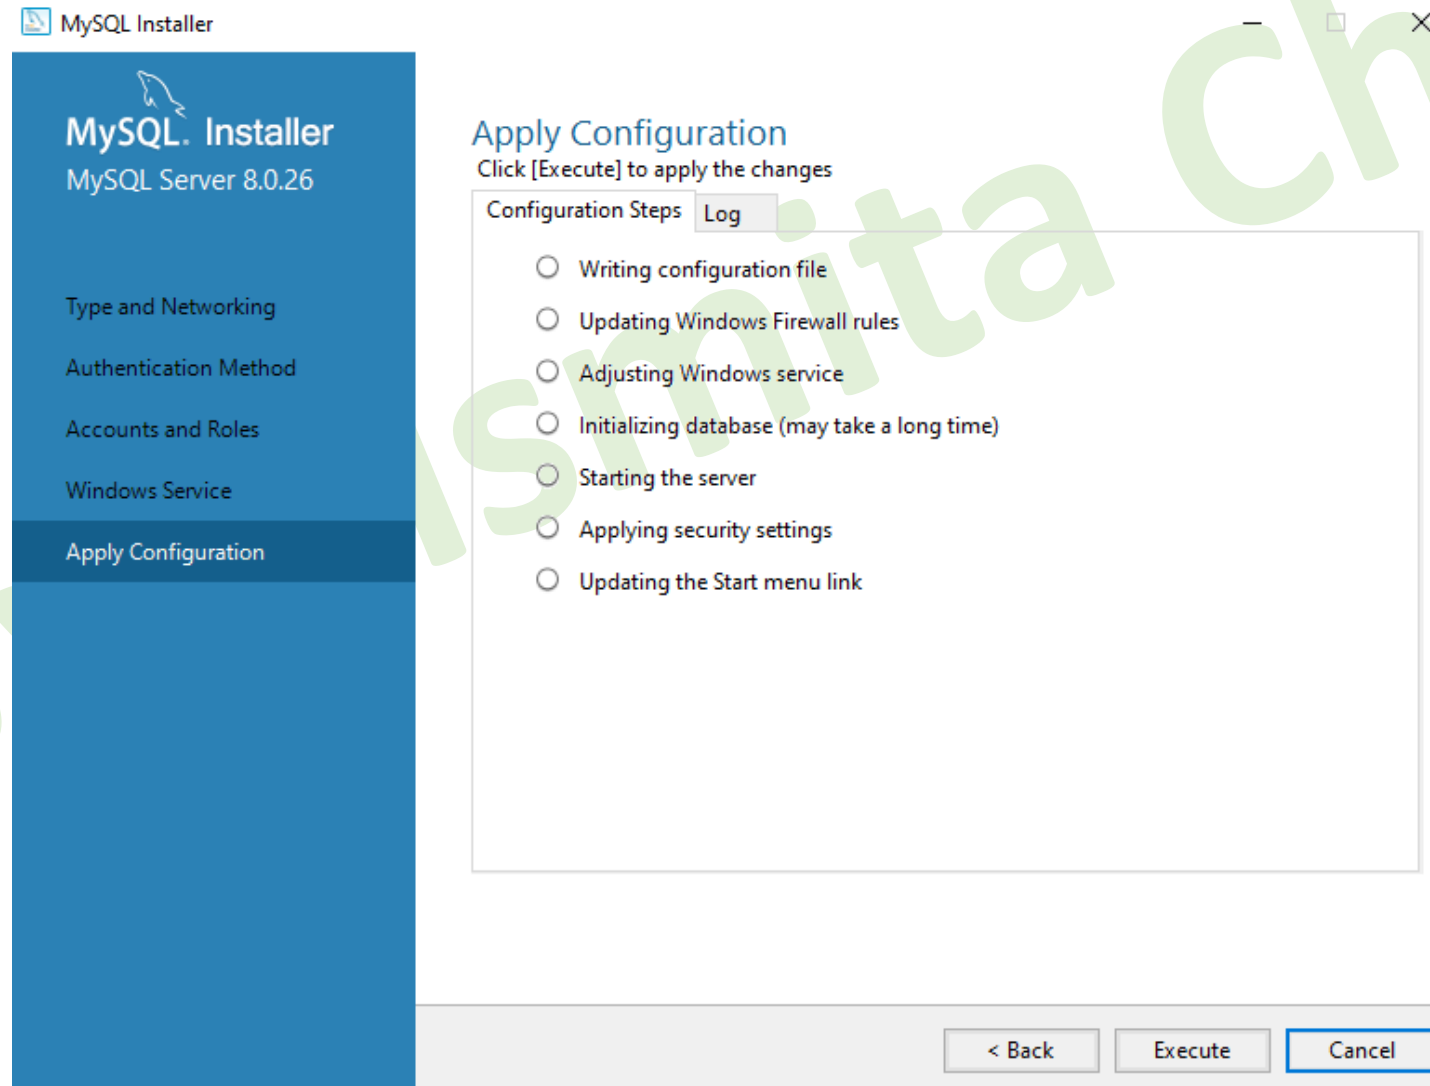 MySQL Installer
MySQL. Installer
MySQL Server 8.0.26
Type and Networking
Authentication Method
Accounts and Roles
Windows Service
Apply Configuration
Apply Configuration
Click [Execute] to apply the changes
Configuration Steps
Log
Writing configuration file
Updating Windows Firewall rules
Adjusting Windows service
Initializing database (may take a long time)
Starting the server
Applying security settings
Updating the Start menu link
< Back
Execute
Cancel
smita Ch